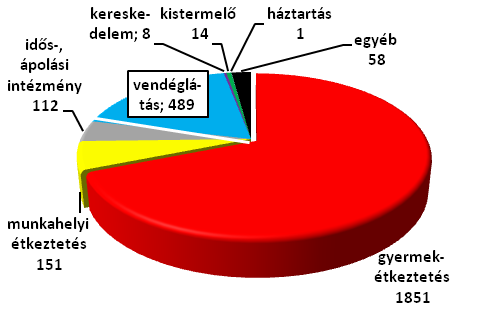 kereske-
delem; 8
kistermelő
14
háztartás
1
egyéb
58
idős-,
ápolási
intézmény
112
vendéglá-
tás; 489
munkahelyi
étkeztetés
151
gyermek-
étkeztetés
1851